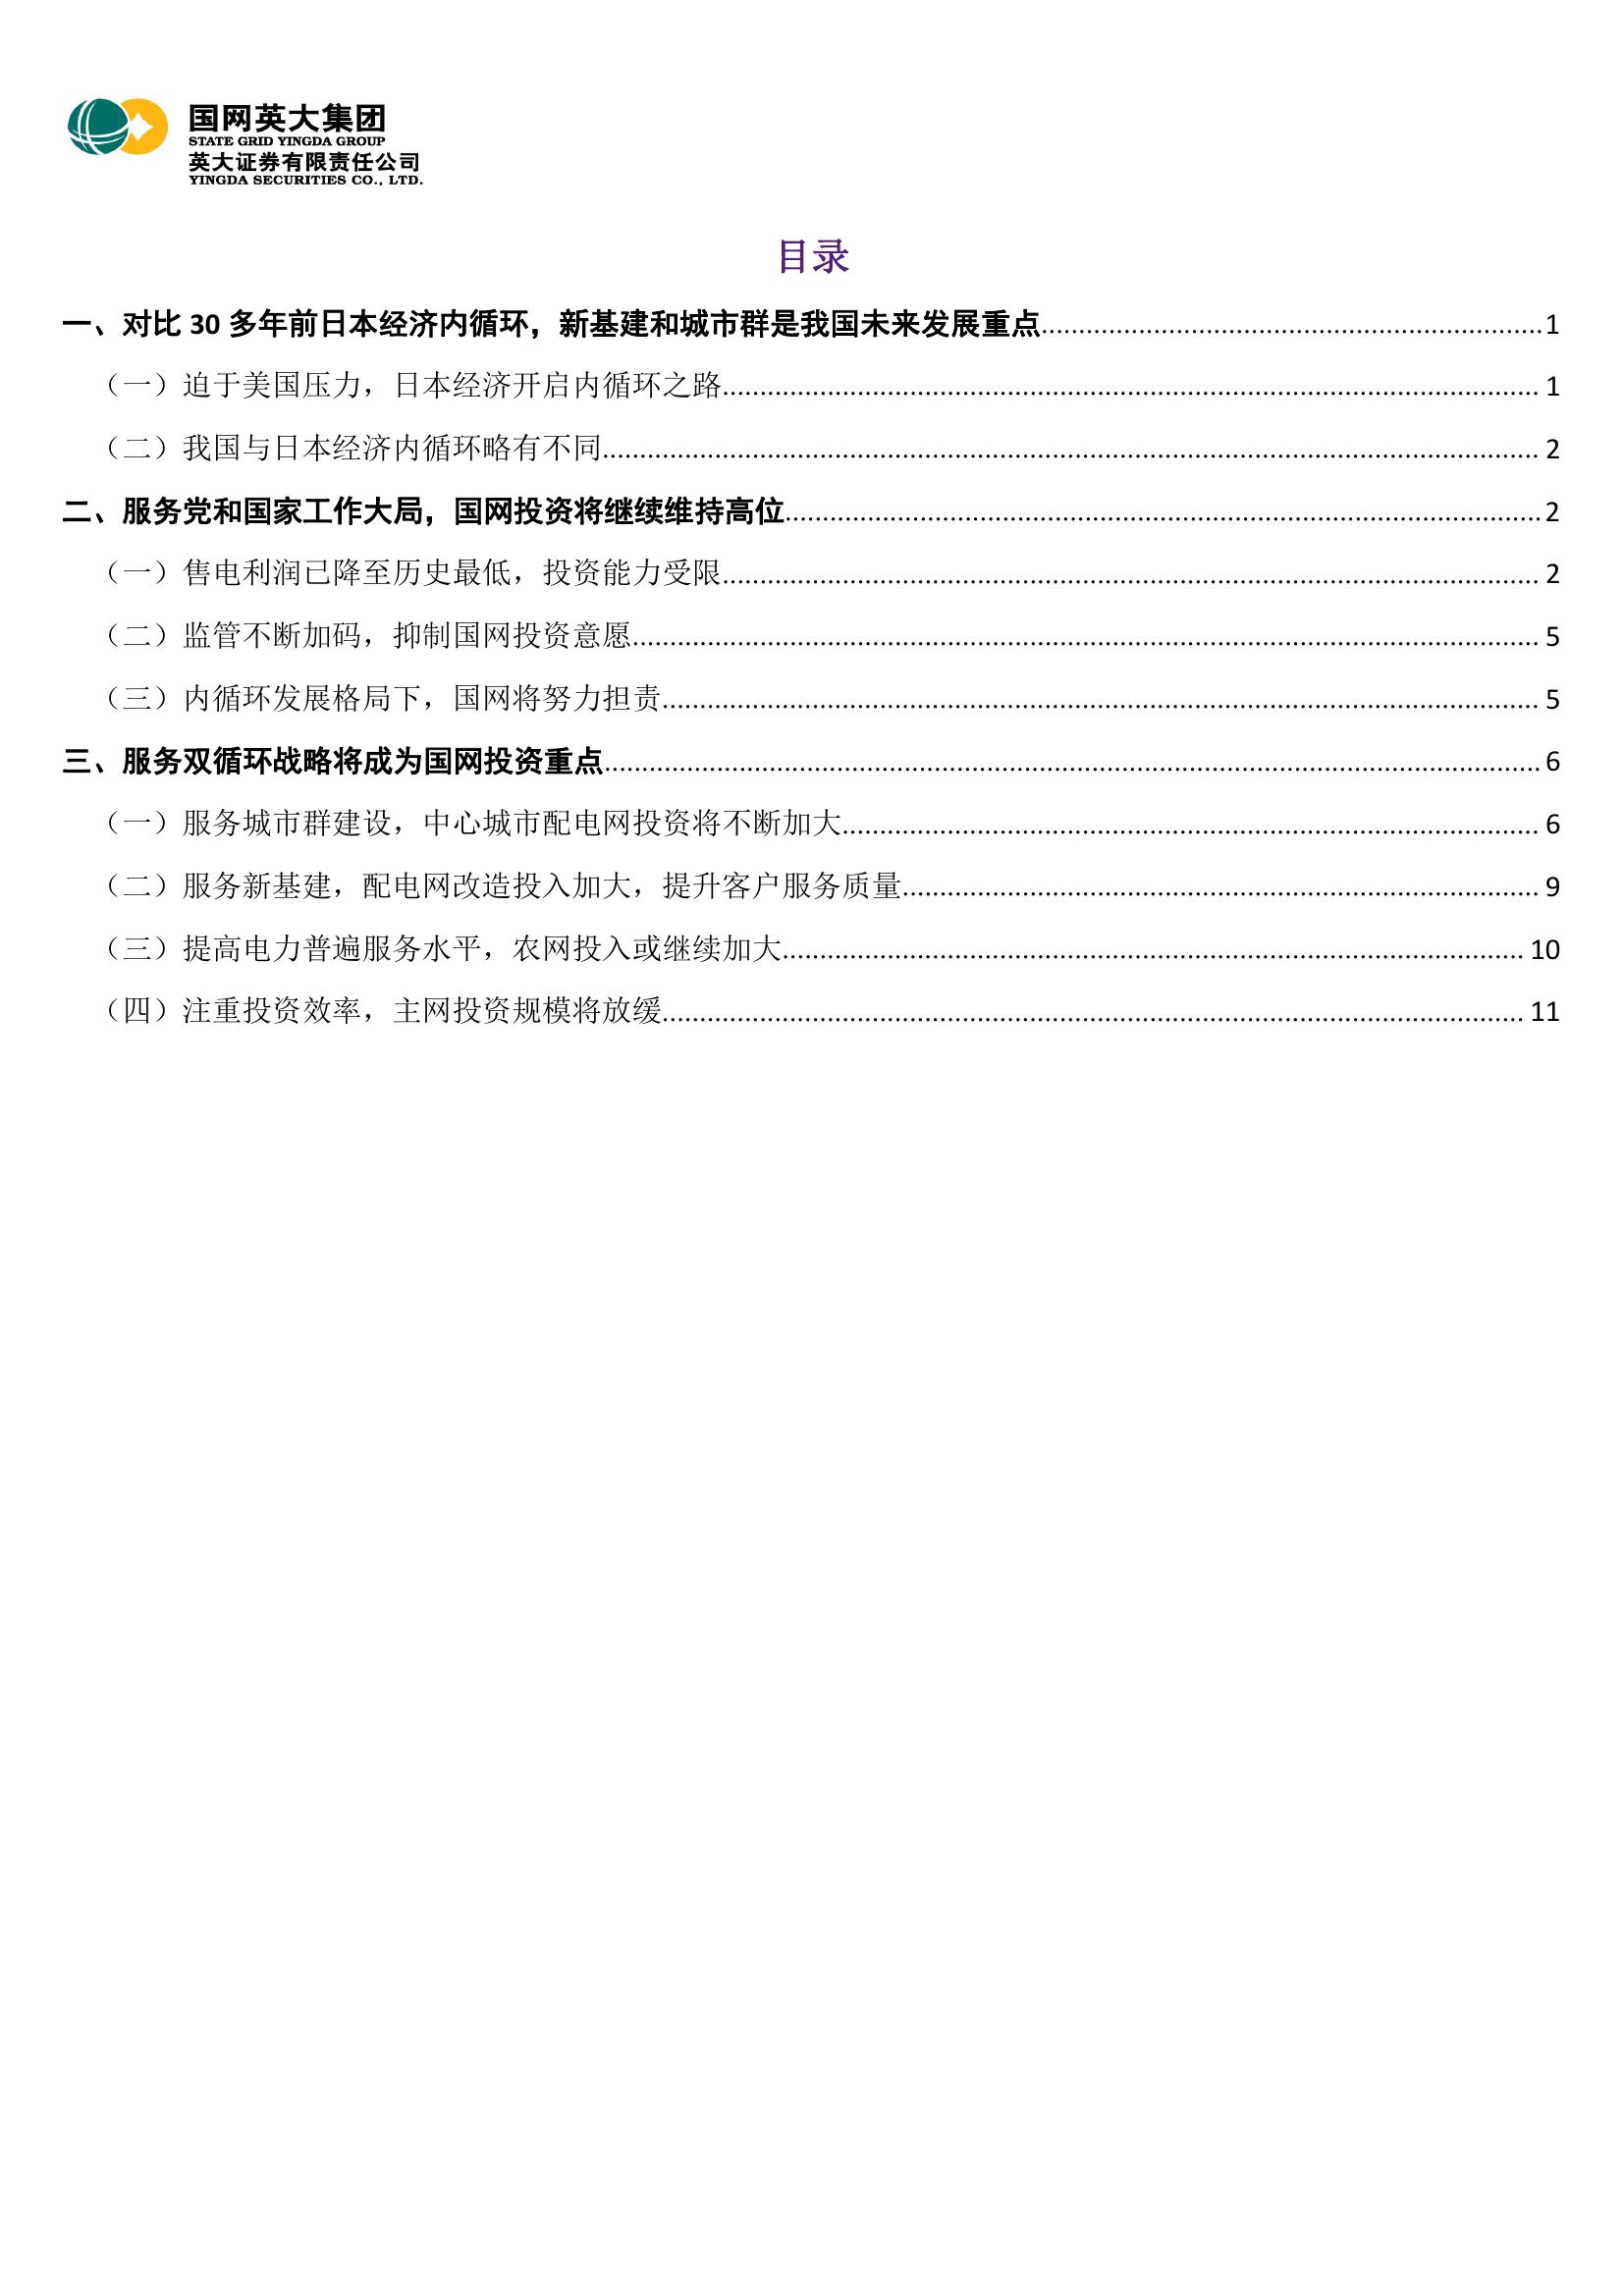 国网英大集团
STATE GRID YINGDA GROUP
英大证券有限责任公司
YINGDA SECURITIES CO., LTD.
目录
一、对比 30 多年前日本经济内循环，新基建和城市群是我国未来发展重点 1
（一）迫于美国压力，日本经济开启内循环之路 1
（二）我国与日本经济内循环略有不同 2
二、服务党和国家工作大局，国网投资将继续维持高位 2
（一）售电利润已降至历史最低，投资能力受限 2
（二）监管不断加码，抑制国网投资意愿 5
（三）内循环发展格局下，国网将努力担责 5
三、服务双循环战略将成为国网投资重点 6
（一）服务城市群建设，中心城市配电网投资将不断加大 6
（二）服务新基建，配电网改造投入加大，提升客户服务质量 9
（三）提高电力普遍服务水平，农网投入或继续加大 10
（四）注重投资效率，主网投资规模将放缓 11